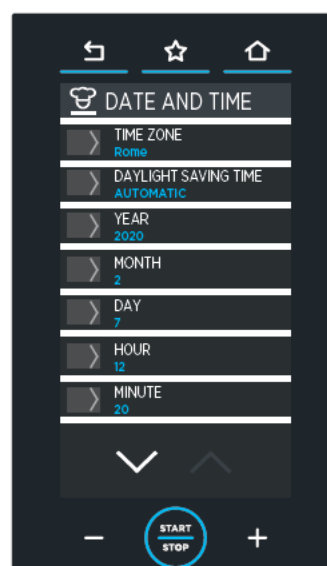 DATE AND TIME
TIME ZONE
Rome
DAYLIGHT SAVING TIME
AUTOMATIC
YEAR
2020
MONTH
2
DAY
7
HOUR
12
MINUTE
20
START
STOP